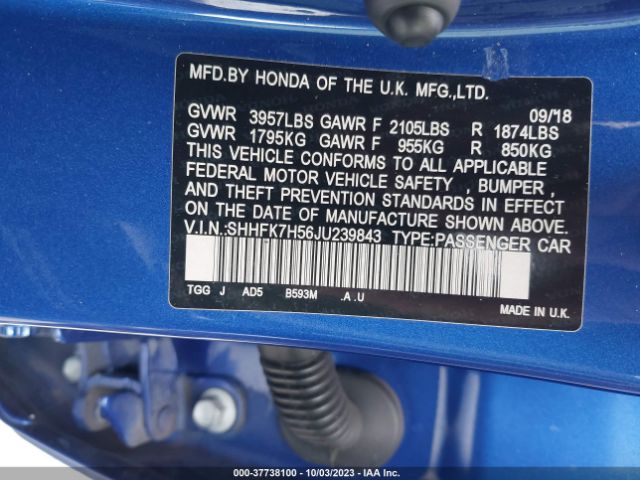 MFD.BY HONDA OF THE U.K. MFG.,LTD.
09/18
GVWR 3957LBS GAWR F 2105LBS R 1874LBS
GVWR 1795KG GAWR F 955KG R 850KG
THIS VEHICLE CONFORMS TO ALL APPLICABLE
FEDERAL MOTOR VEHICLE SAFETY , BUMPER ,
AND THEFT PREVENTION STANDARDS IN EFFECT
ON THE DATE OF MANUFACTURE SHOWN ABOVE.
V.I.N.:SHHFK7H56JU239843 TYPE:PASSENGER CAR
TGG J AD5 B593M .A .U MADE IN U.K.
000-37738100 - 10/03/2023 - IAA Inc.